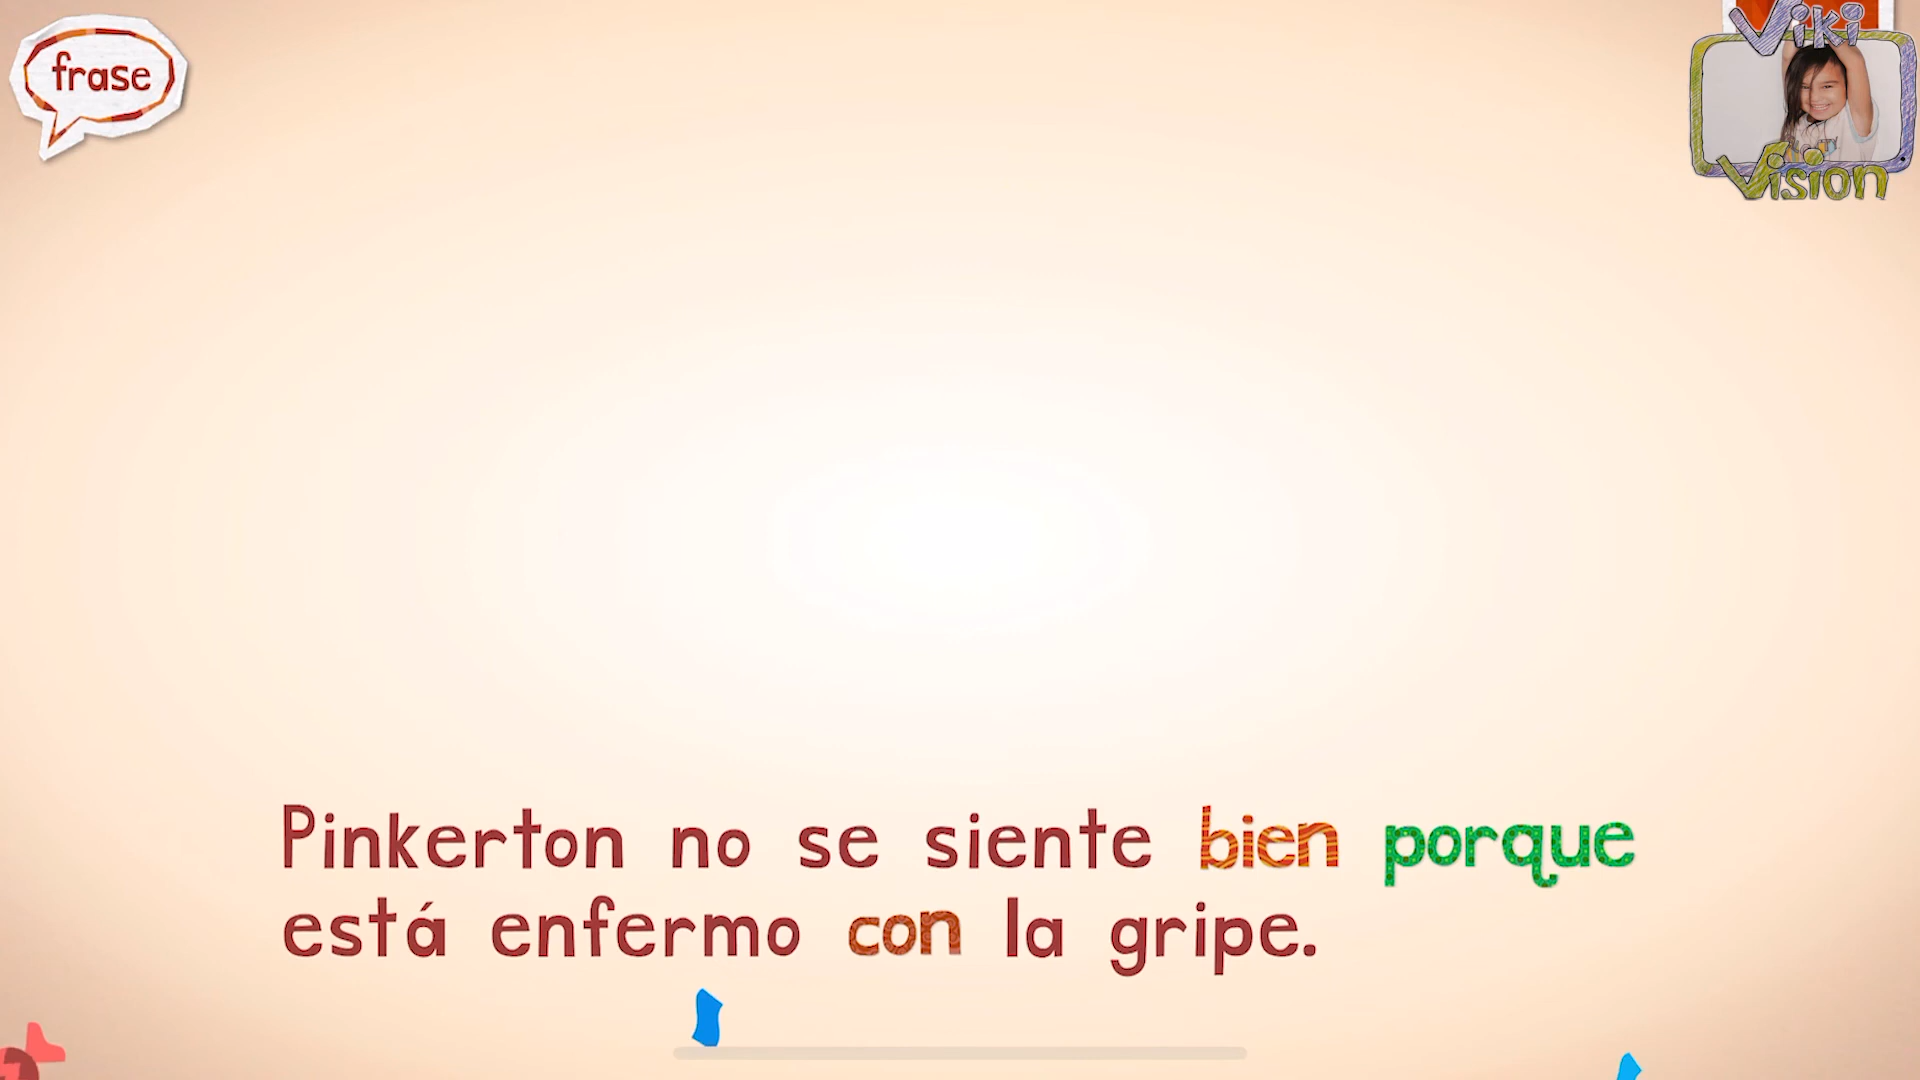 frase
Viki
Vision
Pinkerton no se siente bien porque
está enfermo con la gripe.